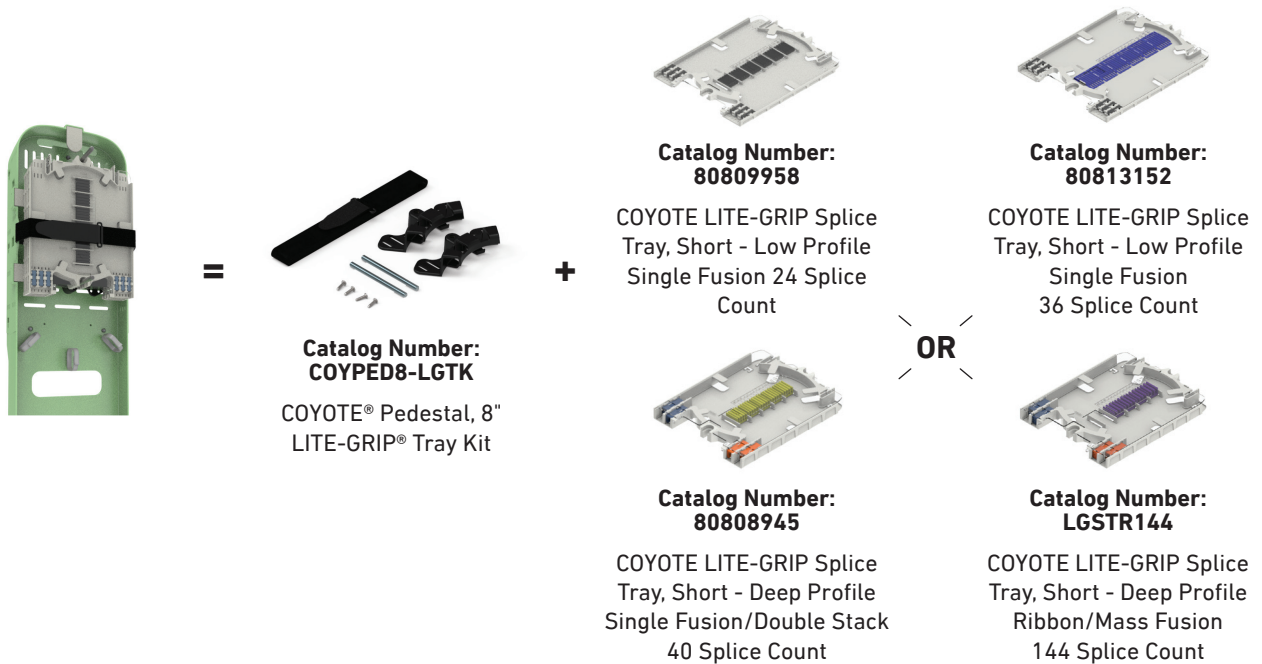 =
Catalog Number:
COYPED8-LGTK
COYOTE® Pedestal, 8"
LITE-GRIP® Tray Kit
+
Catalog Number:
80809958
COYOTE LITE-GRIP Splice
Tray, Short - Low Profile
Single Fusion 24 Splice
Count
Catalog Number:
80813152
COYOTE LITE-GRIP Splice
Tray, Short - Low Profile
Single Fusion
36 Splice Count
OR
Catalog Number:
80808945
COYOTE LITE-GRIP Splice
Tray, Short - Deep Profile
Single Fusion/Double Stack
40 Splice Count
Catalog Number:
LGSTR144
COYOTE LITE-GRIP Splice
Tray, Short - Deep Profile
Ribbon/Mass Fusion
144 Splice Count